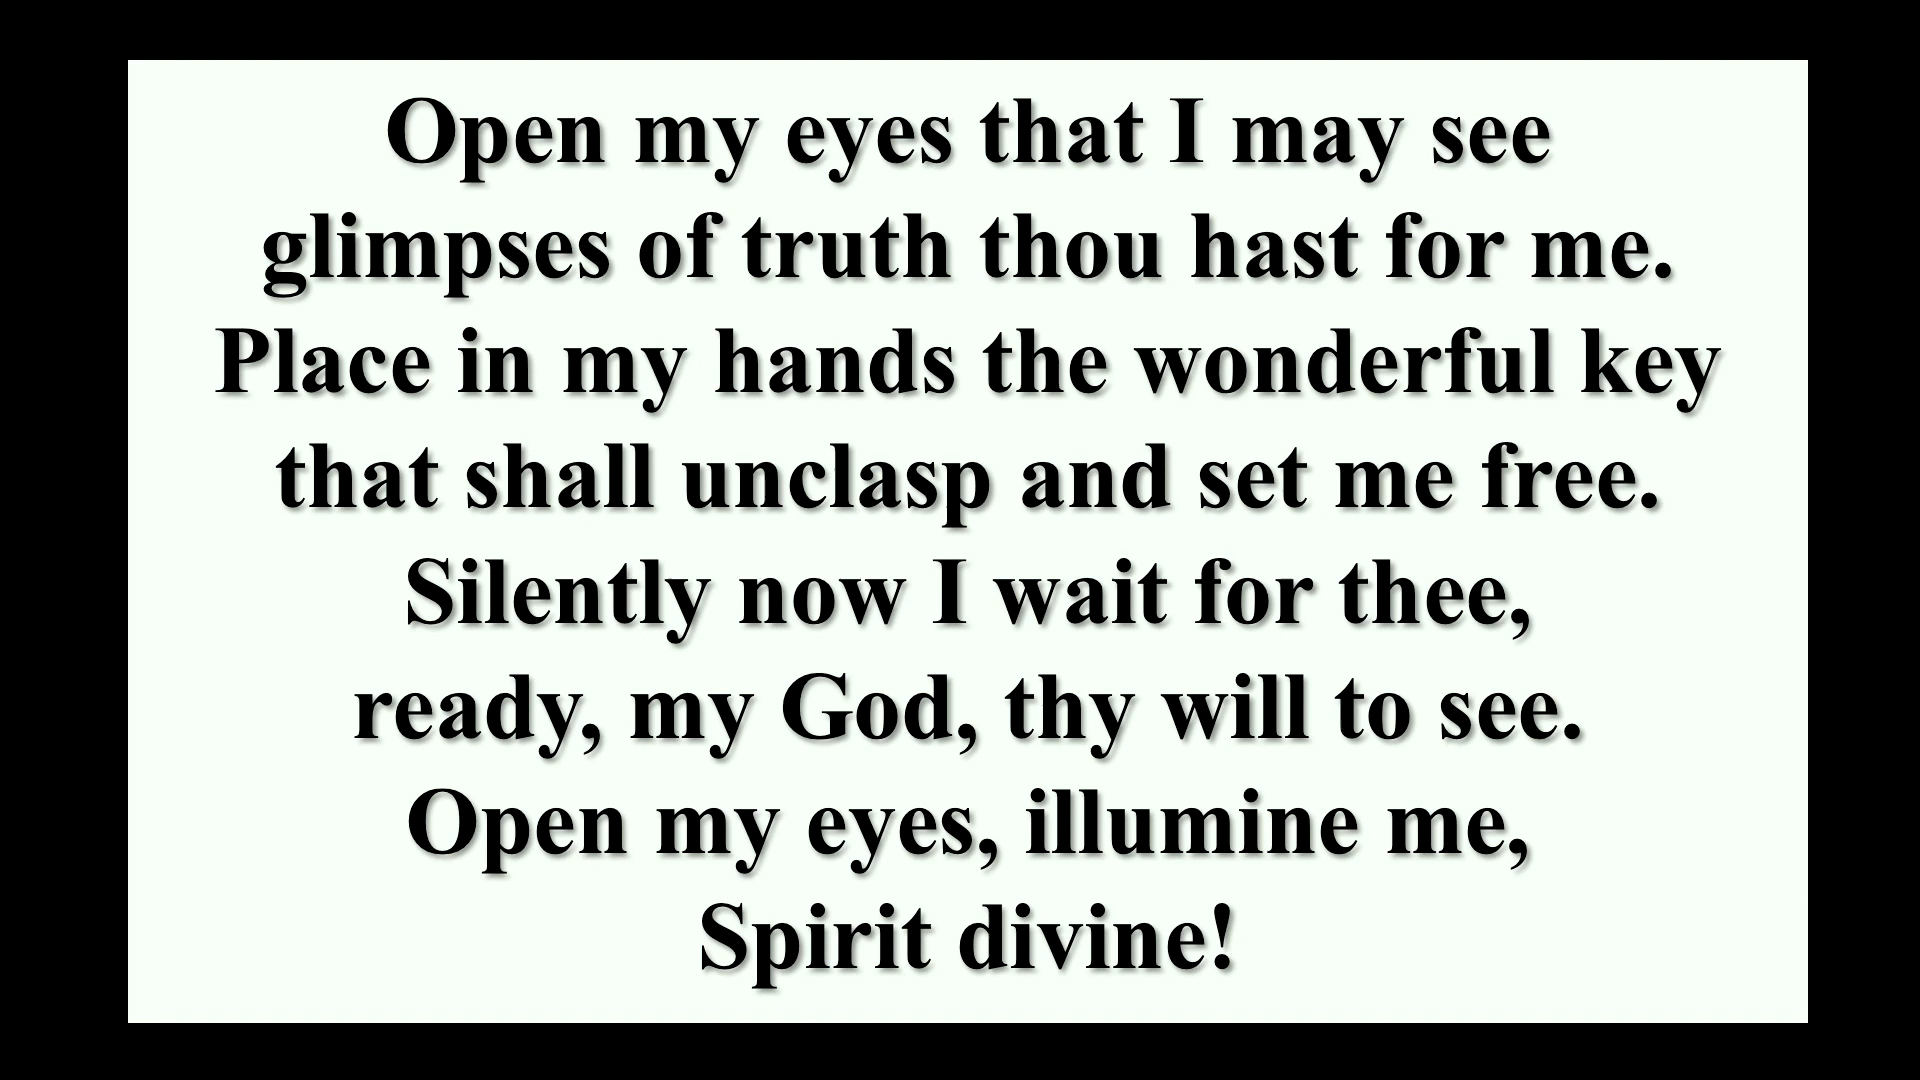 Open my eyes that I may see
glimpses of truth thou hast for me.
Place in my hands the wonderful key
that shall unclasp and set me free.
Silently now I wait for thee,
ready, my God, thy will to see.
Open my eyes, illumine me,
Spirit divine!